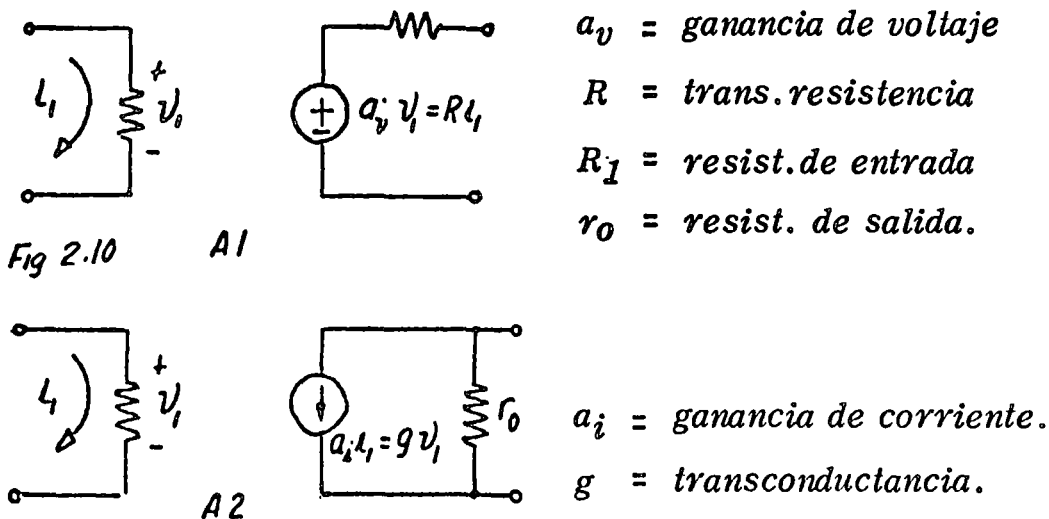 a_v = ganancia de voltaje
R = trans.resistencia
R_1 = resist.de entrada
r_o = resist. de salida.
i_1
+
v_o
-
+
-
a_v v_1 = R i_1
Fig 2.10 A1
i_1
+
v_1
-
a_i i_1 = g v_1
r_o
A2
a_i = ganancia de corriente.
g = transconductancia.